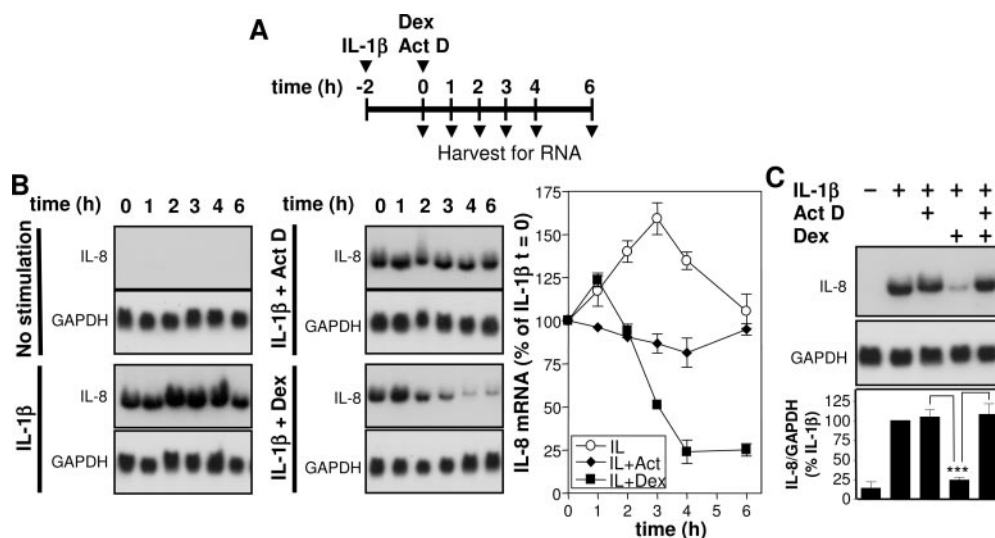 A
IL-1β
Dex
Act D
time (h)
-2 0 1 2 3 4 6
Harvest for RNA
B
time (h) 0 1 2 3 4 6
No stimulation
IL-8
GAPDH
IL-1β
IL-8
GAPDH
time (h) 0 1 2 3 4 6
IL-1β + Act D
IL-8
GAPDH
IL-1β + Dex
IL-8
GAPDH
IL-8 mRNA (% of IL-1β t = 0)
175
150
125
100
75
50
25
0
IL
IL+Act
IL+Dex
0 1 2 3 4 5 6
time (h)
C
IL-1β – + + + +
Act D + +
Dex + +
IL-8
GAPDH
IL-8/GAPDH
(% IL-1β)
125
100
75
50
25
0
***